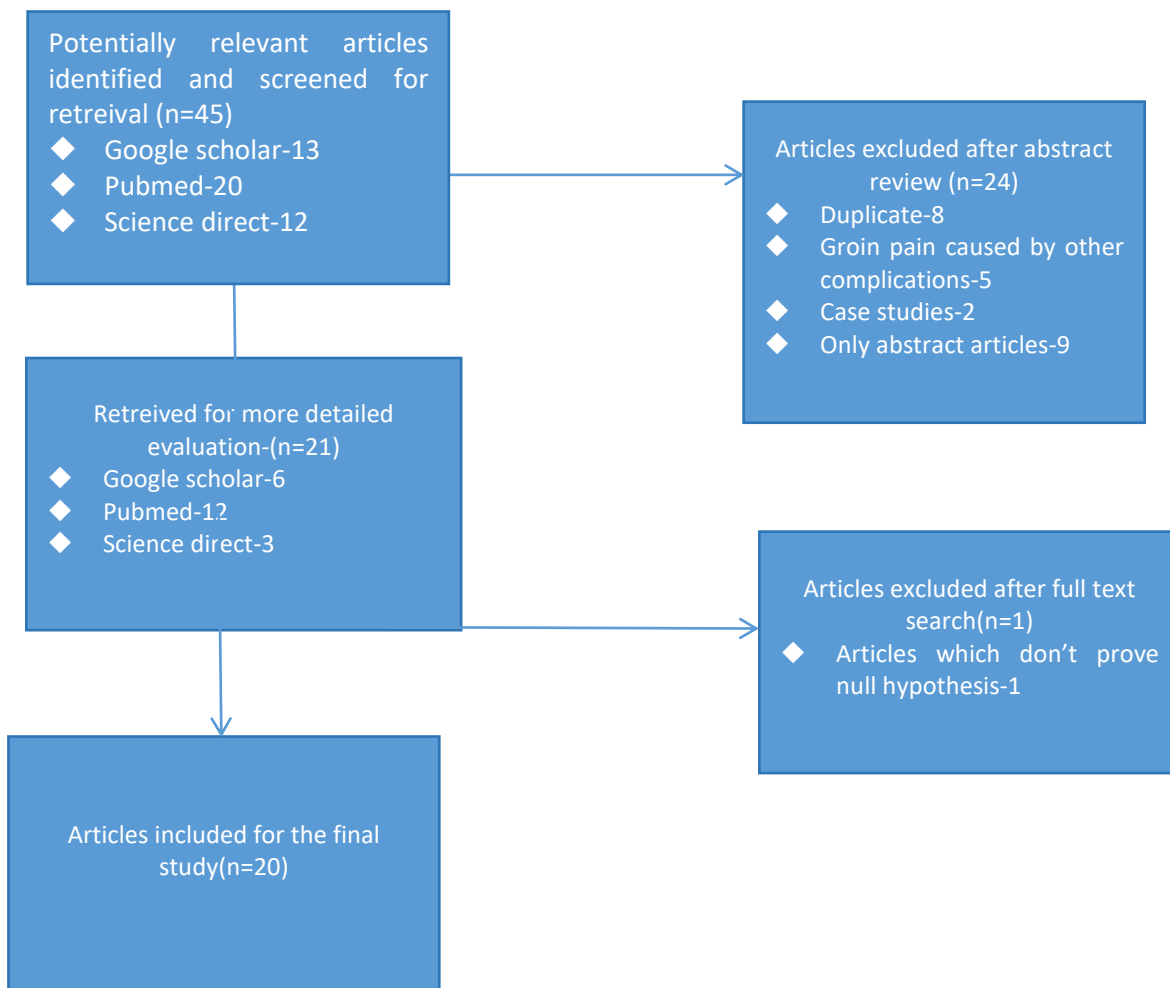 Potentially relevant articles
identified and screened for
retreival (n=45)
◆ Google scholar-13
◆ Pubmed-20
◆ Science direct-12
Articles excluded after abstract
review (n=24)
◆ Duplicate-8
◆ Groin pain caused by other
complications-5
◆ Case studies-2
◆ Only abstract articles-9
Retreived for more detailed
evaluation-(n=21)
◆ Google scholar-6
◆ Pubmed-12
◆ Science direct-3
Articles excluded after full text
search(n=1)
◆ Articles which don’t prove
null hypothesis-1
Articles included for the final
study(n=20)